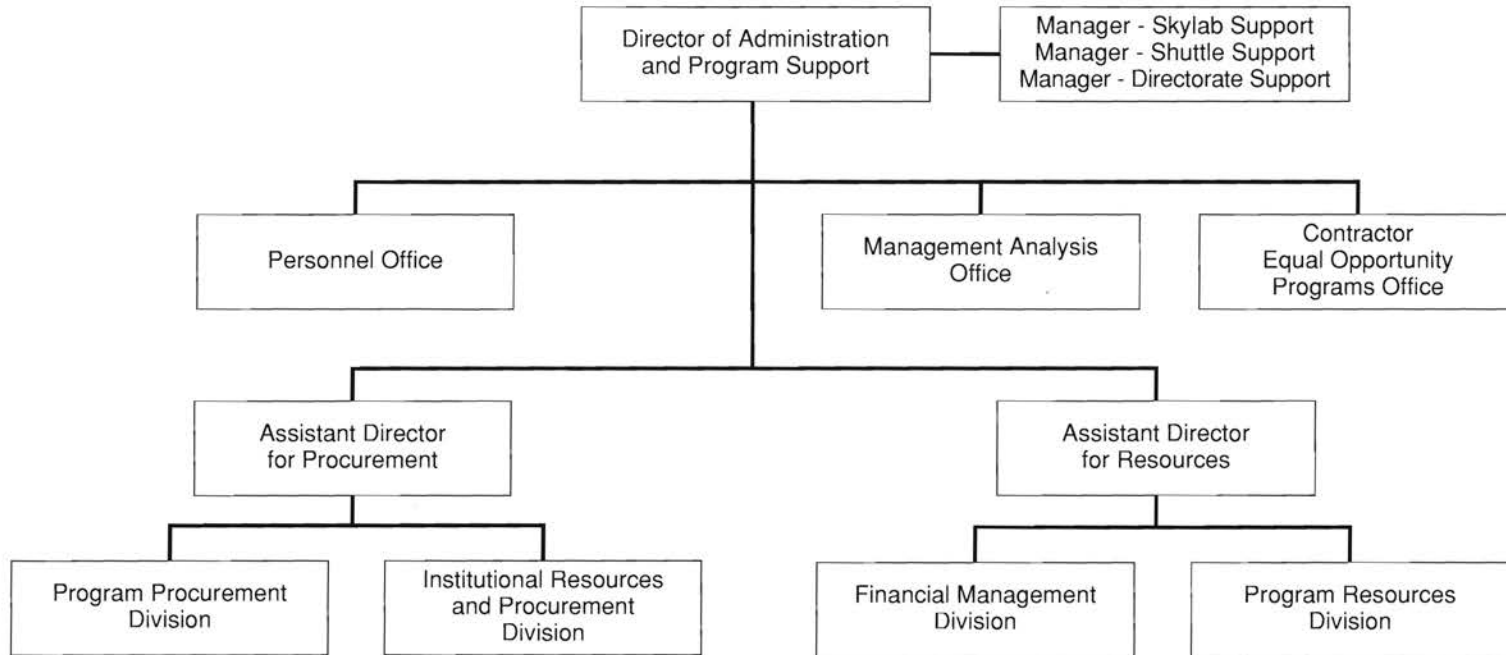 Director of Administration
and Program Support
Manager - Skylab Support
Manager - Shuttle Support
Manager - Directorate Support
Personnel Office
Management Analysis
Office
Contractor
Equal Opportunity
Programs Office
Assistant Director
for Procurement
Assistant Director
for Resources
Program Procurement
Division
Institutional Resources
and Procurement
Division
Financial Management
Division
Program Resources
Division